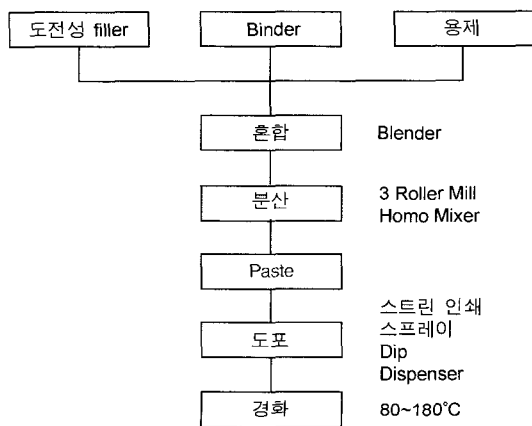 도전성 filler
Binder
용제
혼합
Blender
분산
3 Roller Mill
Homo Mixer
Paste
도포
스트린 인쇄
스프레이
Dip
Dispenser
경화
80~180°C